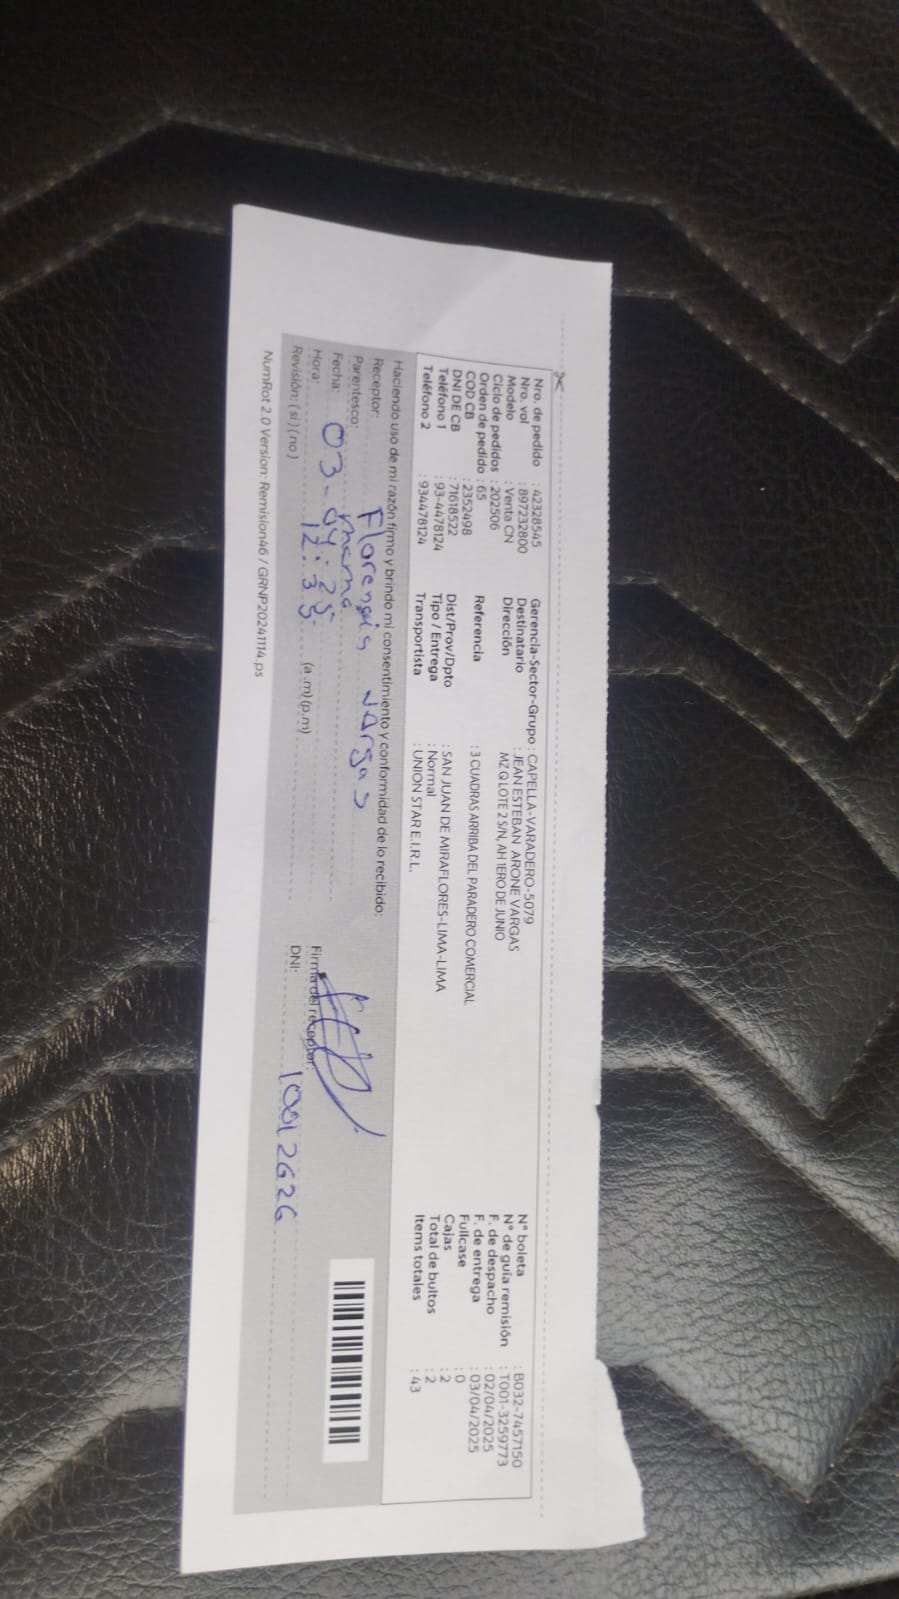 Nro. de pedido : 42328545
Nro. vol : 897232800
Modelo : Venta CN
Ciclo de pedidos : 202506
Orden de pedido : 65
COD CB : 2352498
DNI DE CB : 71618522
Teléfono 1 : 93-4478124
Teléfono 2 : 934478124
Gerencia-Sector-Grupo : CAPELLA-VARADERO-5079
Destinatario : JEAN ESTEBAN ARONE VARGAS
Dirección MZ Q LOTE 2 S/N, AH 1ERO DE JUNIO
Referencia : 3 CUADRAS ARRIBA DEL PARADERO COMERCIAL
Dist/Prov/Dpto : SAN JUAN DE MIRAFLORES-LIMA-LIMA
Tipo / Entrega : Normal
Transportista : UNION STAR E.I.R.L.
N° boleta : B032-7457150
N° de guía remisión : T001-3259773
F. de despacho : 02/04/2025
F. de entrega : 03/04/2025
Fullcase : 0
Cajas : 2
Total de bultos : 2
Items totales : 43
Haciendo uso de mi razón firmo y brindo mi consentimiento y conformidad de lo recibido:
Receptor: Florencia Vargas
Parentesco: mama
Fecha: 03-04-25
Hora: 12:35 (a .m) (p.m)
Revisión: ( si ) ( no )
Firma del receptor:
DNI: 10012626
NumRot 2.0 Version: Remision46 / GRNP20241114.ps